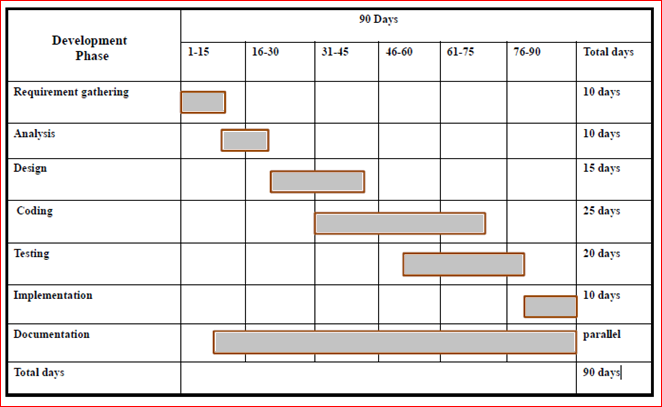 Development
Phase
90 Days
1-15 16-30 31-45 46-60 61-75 76-90 Total days
Requirement gathering 10 days
Analysis 10 days
Design 15 days
Coding 25 days
Testing 20 days
Implementation 10 days
Documentation parallel
Total days 90 days